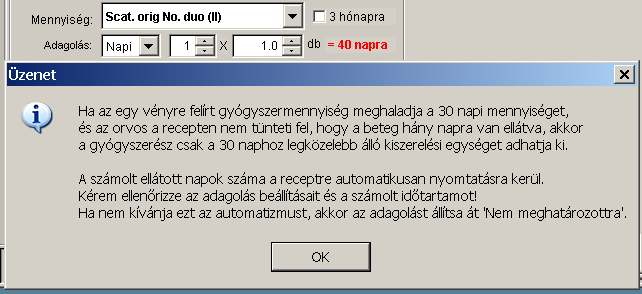 Mennyiség: Scat. orig No. duo (II) 3 hónapra
Adagolás: Napi 1 X 1.0 db = 40 napra
Üzenet
Ha az egy vényre felírt gyógyszermennyiség meghaladja a 30 napi mennyiséget,
és az orvos a recepten nem tünteti fel, hogy a beteg hány napra van ellátva, akkor
a gyógyszerész csak a 30 naphoz legközelebb álló kiszerelési egységet adhatja ki.
A számolt ellátott napok száma a receptre automatikusan nyomtatásra kerül.
Kérem ellenőrizze az adagolás beállításait és a számolt időtartamot!
Ha nem kívánja ezt az automatizmust, akkor az adagolást állítsa át 'Nem meghatározottra'.
OK